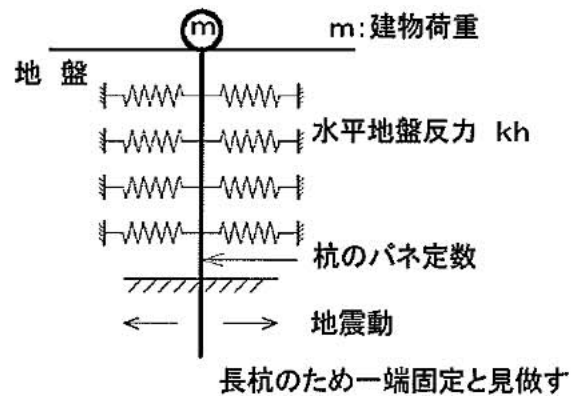 m
m:建物荷重
地 盤
水平地盤反力 kh
杭のバネ定数
地震動
長杭のため一端固定と見做す